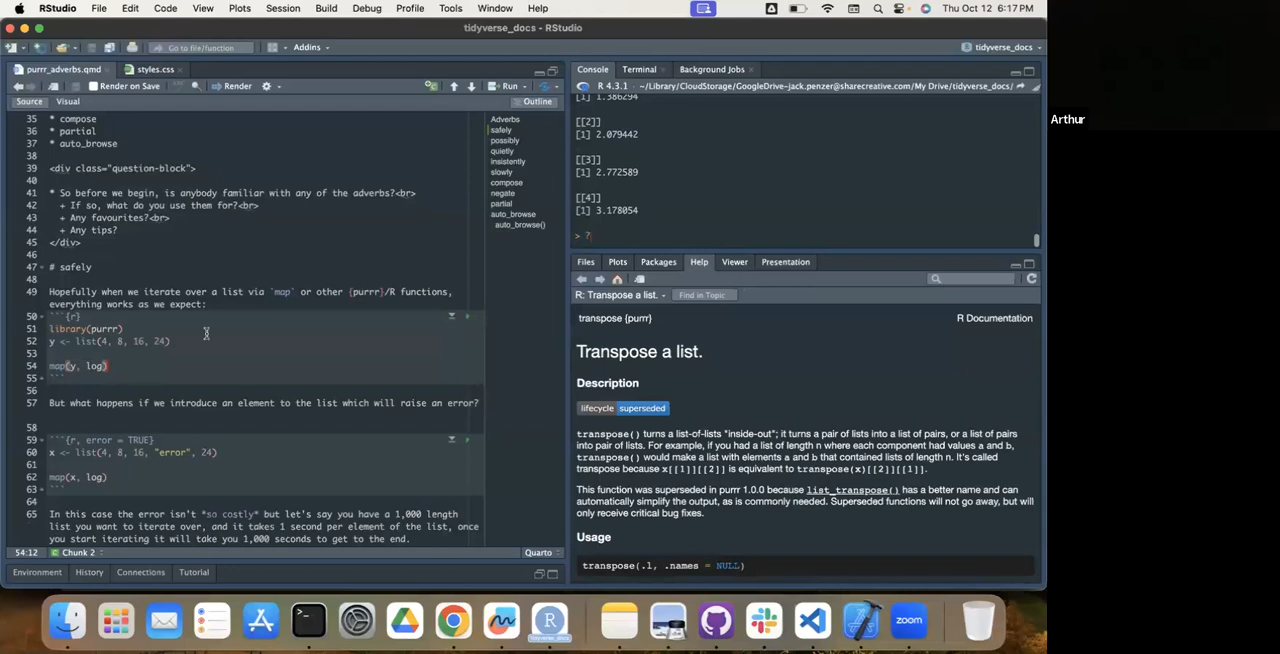 RStudio File Edit Code View Plots Session Build Debug Profile Tools Window Help Thu Oct 12 6:17 PM
tidyverse_docs - RStudio
Go to file/function Addins tidyverse_docs
purrr_adverbs.qmd styles.css
Render on Save Render Run
Source Visual Outline
35 * compose
36 * partial
37 * auto_browse
38
39 <div class="question-block">
40
41 * So before we begin, is anybody familiar with any of the adverbs?<br>
42 + If so, what do you use them for?<br>
43 + Any favourites?<br>
44 + Any tips?
45 </div>
46
47 # safely
48
49 Hopefully when we iterate over a list via `map` or other {purrr}/R functions,
everything works as we expect:
50 ```{r}
51 library(purrr)
52 y <- list(4, 8, 16, 24)
53
54 map(y, log)
55 ```
56
57 But what happens if we introduce an element to the list which will raise an error?
58
59 ```{r, error = TRUE}
60 x <- list(4, 8, 16, "error", 24)
61
62 map(x, log)
63 ```
64
65 In this case the error isn't *so costly* but let's say you have a 1,000 length
list you want to iterate over, and it takes 1 second per element of the list, once
you start iterating it will take you 1,000 seconds to get to the end.
Adverbs
safely
possibly
quietly
insistently
slowly
compose
negate
partial
auto_browse
auto_browse()
54:12 Chunk 2 Quarto
Environment History Connections Tutorial
Console Terminal Background Jobs
R 4.3.1 · ~/Library/CloudStorage/GoogleDrive-jack.penzer@sharecreative.com/My Drive/tidyverse_docs/
[1] 1.386294
[[2]]
[1] 2.079442
[[3]]
[1] 2.772589
[[4]]
[1] 3.178054
> ?
Files Plots Packages Help Viewer Presentation
R: Transpose a list. Find in Topic
transpose {purrr} R Documentation
Transpose a list.
Description
lifecycle superseded
transpose() turns a list-of-lists "inside-out"; it turns a pair of lists into a list of pairs, or a list of pairs
into pair of lists. For example, if you had a list of length n where each component had values a and b,
transpose() would make a list with elements a and b that contained lists of length n. It's called
transpose because x[[1]][[2]] is equivalent to transpose(x)[[2]][[1]].
This function was superseded in purrr 1.0.0 because list_transpose() has a better name and can
automatically simplify the output, as is commonly needed. Superseded functions will not go away, but will
only receive critical bug fixes.
Usage
transpose(.l, .names = NULL)
Arthur
R
tidyverse_docs
zoom